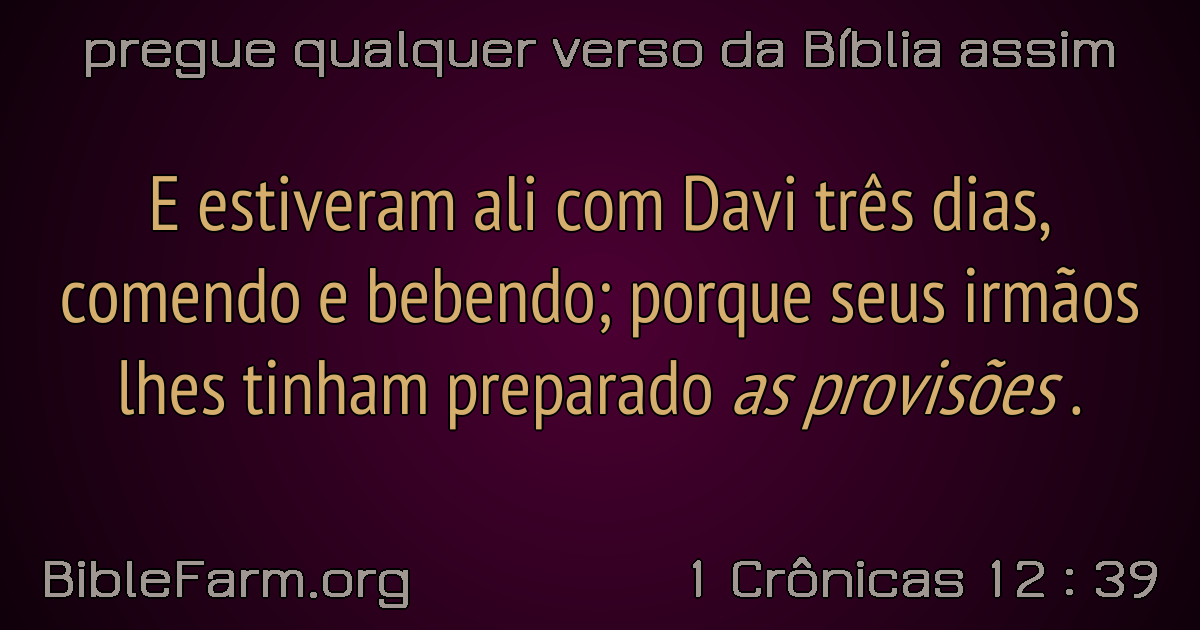 pregue qualquer verso da Bíblia assim
E estiveram ali com Davi três dias,
comendo e bebendo; porque seus irmãos
lhes tinham preparado as provisões .
BibleFarm.org
1 Crônicas 12 : 39